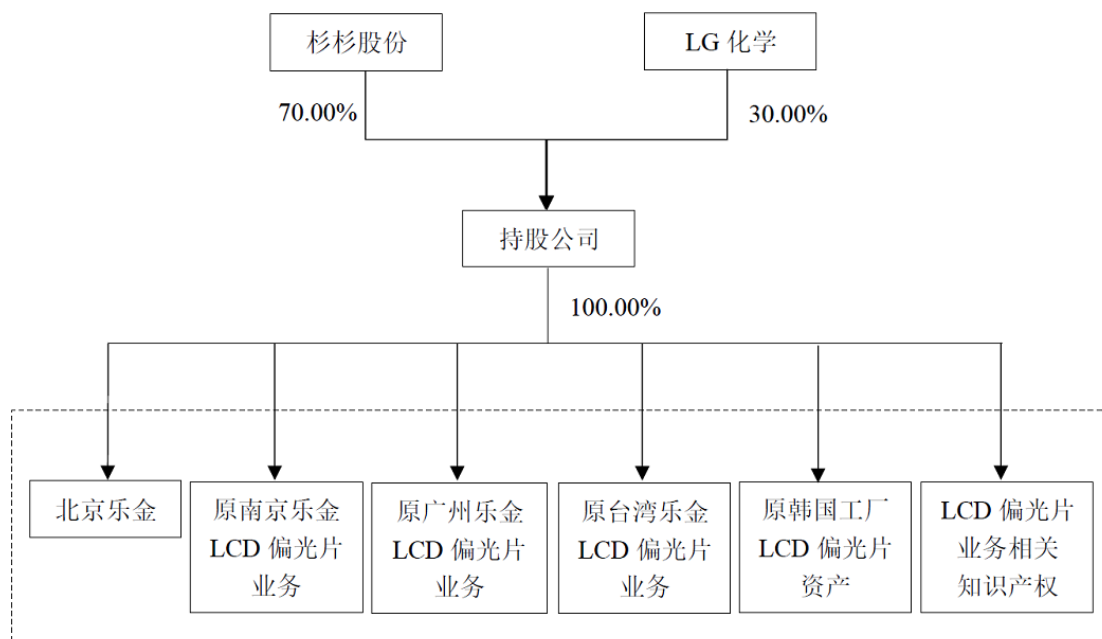 杉杉股份
LG 化学
70.00%
30.00%
持股公司
100.00%
北京乐金
原南京乐金
LCD 偏光片
业务
原广州乐金
LCD 偏光片
业务
原台湾乐金
LCD 偏光片
业务
原韩国工厂
LCD 偏光片
资产
LCD 偏光片
业务相关
知识产权